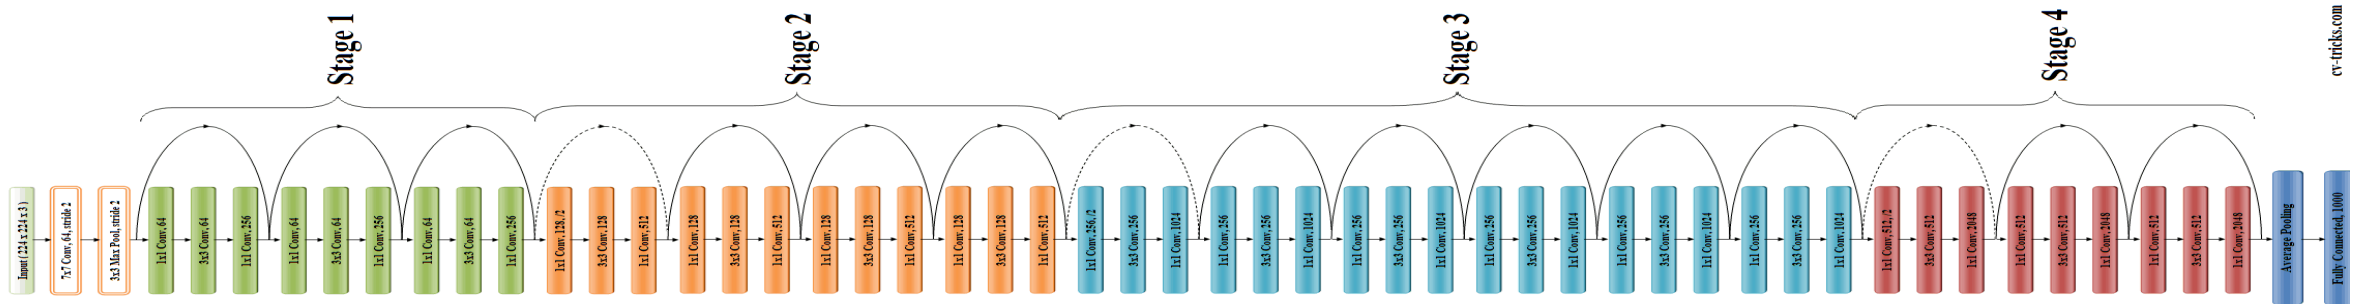 Stage 1
Stage 2
Stage 3
Stage 4
cv-tricks.com
Input (224 x 224 x 3)
7x7 Conv, 64, stride 2
3x3 Max Pool, stride 2
1x1 Conv, 64
3x3 Conv, 64
1x1 Conv, 256
1x1 Conv, 64
3x3 Conv, 64
1x1 Conv, 256
1x1 Conv, 64
3x3 Conv, 64
1x1 Conv, 256
1x1 Conv, 128, /2
3x3 Conv, 128
1x1 Conv, 512
1x1 Conv, 128
3x3 Conv, 128
1x1 Conv, 512
1x1 Conv, 128
3x3 Conv, 128
1x1 Conv, 512
1x1 Conv, 128
3x3 Conv, 128
1x1 Conv, 512
1x1 Conv, 256, /2
3x3 Conv, 256
1x1 Conv, 1024
1x1 Conv, 256
3x3 Conv, 256
1x1 Conv, 1024
1x1 Conv, 256
3x3 Conv, 256
1x1 Conv, 1024
1x1 Conv, 256
3x3 Conv, 256
1x1 Conv, 1024
1x1 Conv, 256
3x3 Conv, 256
1x1 Conv, 1024
1x1 Conv, 256
3x3 Conv, 256
1x1 Conv, 1024
1x1 Conv, 512, /2
3x3 Conv, 512
1x1 Conv, 2048
1x1 Conv, 512
3x3 Conv, 512
1x1 Conv, 2048
1x1 Conv, 512
3x3 Conv, 512
1x1 Conv, 2048
Average Pooling
Fully Connected, 1000